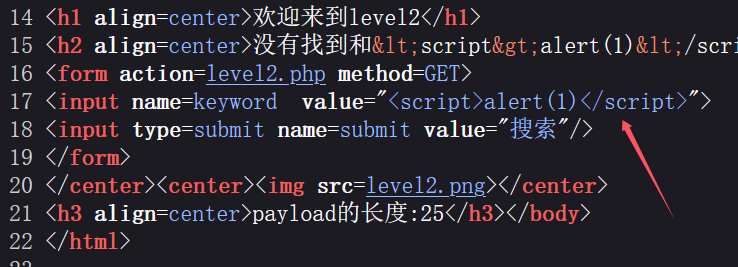 14 <h1 align=center>欢迎来到level2</h1>
15 <h2 align=center>没有找到和&lt;script&gt;alert(1)&lt;/scri
16 <form action=level2.php method=GET>
17 <input name=keyword  value="<script>alert(1)</script>">
18 <input type=submit name=submit value="搜索"/>
19 </form>
20 </center><center><img src=level2.png></center>
21 <h3 align=center>payload的长度:25</h3></body>
22 </html>